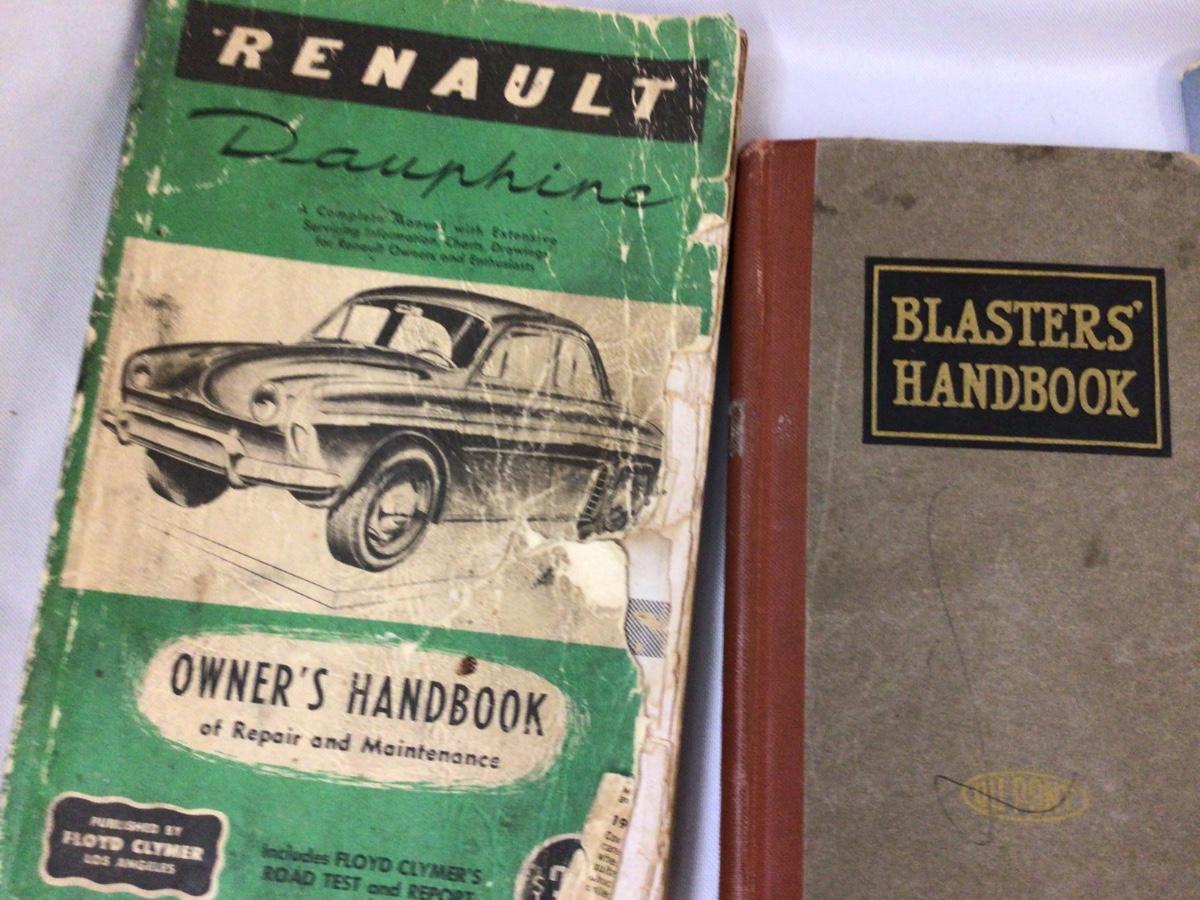 RENAULT
Dauphine
A Complete Manual with Extensive
Servicing Information, Charts, Drawings
for Renault Owners and Enthusiasts
OWNER'S HANDBOOK
of Repair and Maintenance
PUBLISHED BY
FLOYD CLYMER
LOS ANGELES
Includes FLOYD CLYMER'S
ROAD TEST and REPORT
19
BLASTERS'
HANDBOOK
DU PONT